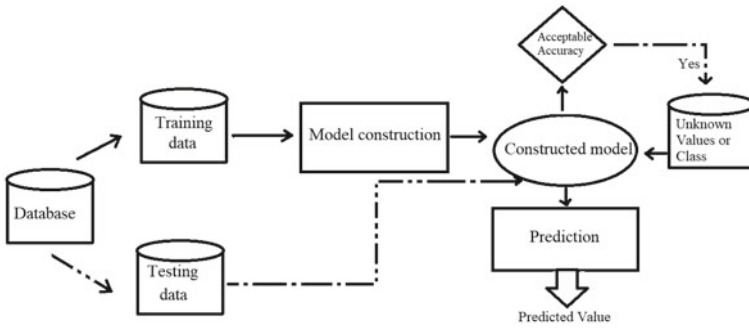 Acceptable
Accuracy
Yes
Training
data
Model construction
Constructed model
Unknown
Values or
Class
Database
Testing
data
Prediction
Predicted Value